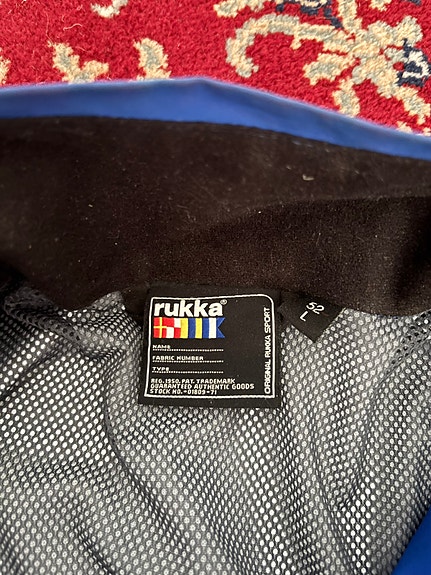 rukka®
NAME
FABRIC NUMBER
TYPE
REG.1950.PAT. TRADEMARK
GUARANTEED AUTHENTIC GOODS
STOCK NO.-01809-71
ORIGINAL RUKKA SPORT
52
L